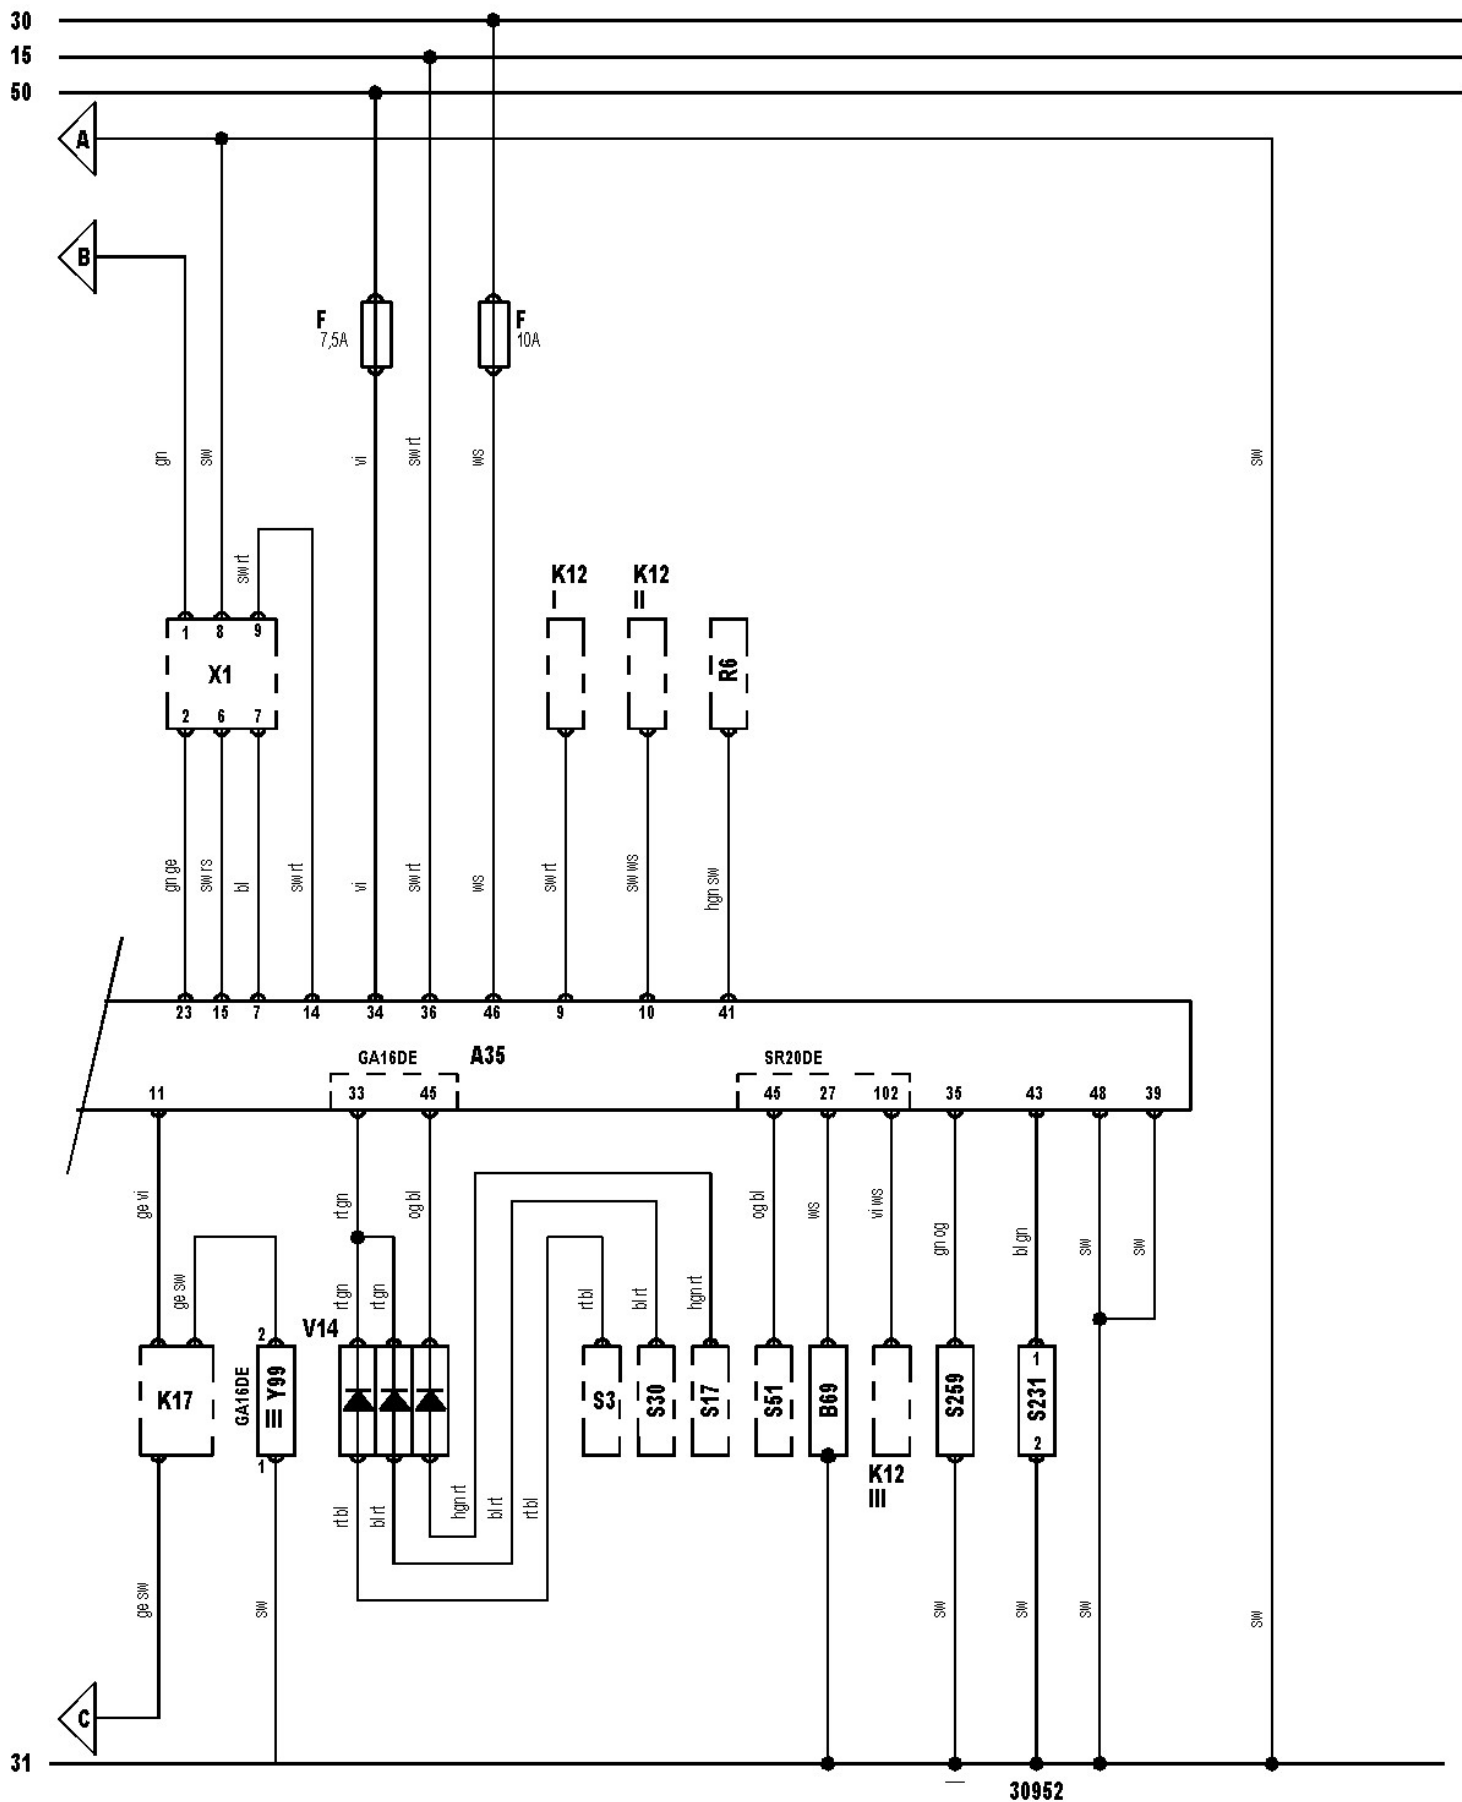 30
15
50
A
B
F
7,5A
F
10A
gn
sw
vi
sw rt
ws
sw
sw rt
K12
I
K12
II
1 8 9
X1
2 6 7
R6
gn ge
sw rs
bl
sw rt
vi
sw rt
ws
sw rt
sw ws
hgn sw
23 15 7 14 34 36 46 9 10 41
GA16DE
A35
SR20DE
11 33 45 45 27 102 35 43 48 39
ge vi
rt gn
og bl
og bl
ws
vi ws
gn og
bl gn
sw
sw
ge sw
rt gn
rt gn
rt bl
bl rt
hgn rt
V14
2
1
K17
GA16DE
III Y99
S3
S30
S17
S51
B69
S259
S231
1
2
K12
III
rt bl
bl rt
hgn rt
bl rt
rt bl
ge sw
sw
sw
sw
sw
sw
C
31
30952